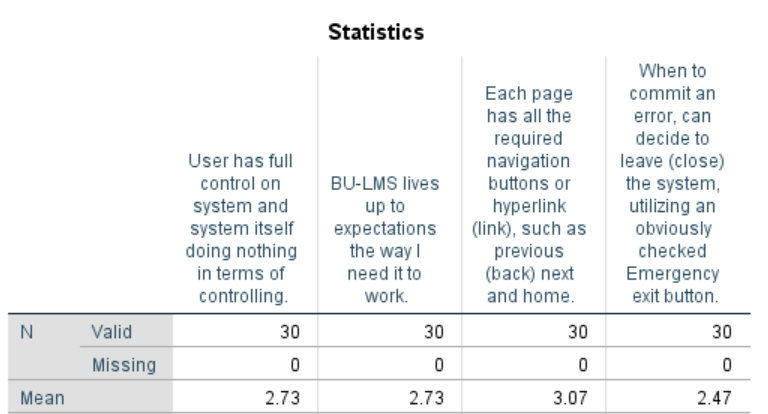 Statistics
User has full
control on
system and
system itself
doing nothing
in terms of
controlling.
BU-LMS lives
up to
expectations
the way I
need it to
work.
Each page
has all the
required
navigation
buttons or
hyperlink
(link), such as
previous
(back) next
and home.
When to
commit an
error, can
decide to
leave (close)
the system,
utilizing an
obviously
checked
Emergency
exit button.
N Valid 30 30 30 30
Missing 0 0 0 0
Mean 2.73 2.73 3.07 2.47